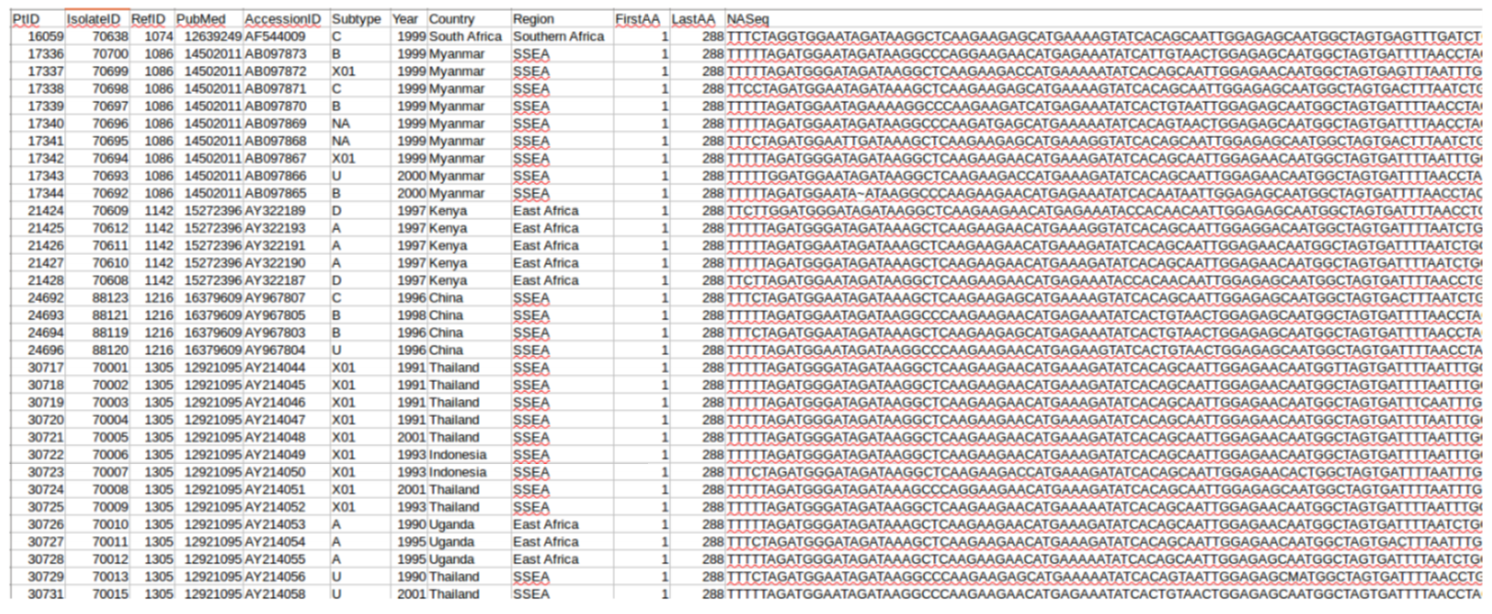 PtID IsolateID RefID PubMed AccessionID Subtype Year Country Region FirstAA LastAA NASeq
16059 70638 1074 12639249 AF544009 C 1999 South Africa Southern Africa 1 288 TTTCTAGGTGGAATAGATAAGGCTCAAGAAGAGCATGAAAAGTATCACAGCAATTGGAGAGCAATGGCTAGTGAGTTTGATCT
17336 70700 1086 14502011 AB097873 B 1999 Myanmar SSEA 1 288 TTTTTAGATGGAATAGATAAGGCCCAGGAAGAACATGAGAAATATCATTGTAACTGGAGAGCAATGGCTAGTGATTTTAACCTA
17337 70699 1086 14502011 AB097872 X01 1999 Myanmar SSEA 1 288 TTTTTAGATGGGATAGATAAGGCTCAAGAAGACCATGAAAAATATCACAGCAATTGGAGAACAATGGCTAGTGAGTTTAATTTG
17338 70698 1086 14502011 AB097871 C 1999 Myanmar SSEA 1 288 TTCCTAGATGGAATAGATAAAGCTCAAGAAGAGCATGAAAAGTATCACAGCAATTGGAGAGCAATGGCTAGTGACTTTAATCTG
17339 70697 1086 14502011 AB097870 B 1999 Myanmar SSEA 1 288 TTTTTAGATGGAATAGAAAAGGCCCAAGAAGATCATGAGAAATATCACTGTAATTGGAGAGCAATGGCTAGTGATTTTAACCTA
17340 70696 1086 14502011 AB097869 NA 1999 Myanmar SSEA 1 288 TTTTTAGATGGAATAGATAAGGCCCAAGATGAGCATGAAAAATATCACAGTAACTGGAGAGCAATGGCTAGTGATTTTAACCTA
17341 70695 1086 14502011 AB097868 NA 1999 Myanmar SSEA 1 288 TTTCTAGATGGAATTGATAAAGCTCAAGAAGAGCATGAAAGGTATCACAGCAATTGGAGAGCAATGGCTAGTGACTTTAATCTG
17342 70694 1086 14502011 AB097867 X01 1999 Myanmar SSEA 1 288 TTTTTAGATGGGATAGATAAAGCTCAAGAAGAACATGAAAGATATCACAGCAATTGGAGAACAATGGCTAGTGATTTTAATTTG
17343 70693 1086 14502011 AB097866 U 2000 Myanmar SSEA 1 288 TTTTTGGATGGAATAGATAAGGCTCAAGAAGACCATGAAAGATATCACAGCAATTGGAGAACAATGGCTAGTGATTTTAACCTA
17344 70692 1086 14502011 AB097865 B 2000 Myanmar SSEA 1 288 TTTTTAGATGGAATA~ATAAGGCCCAAGAAGAACATGAGAAATATCACAATAATTGGAGAGCAATGGCTAGTGATTTTAACCTAC
21424 70609 1142 15272396 AY322189 D 1997 Kenya East Africa 1 288 TTCTTGGATGGGATAGATAAGGCTCAAGAAGAACATGAGAAATACCACAACAATTGGAGAGCAATGGCTAGTGATTTTAACCTG
21425 70612 1142 15272396 AY322193 A 1997 Kenya East Africa 1 288 TTTTTAGATGGGATAGATAAAGCTCAAGAAGAACATGAAAGGTATCACAGCAATTGGAGGACAATGGCTAGTGATTTTAATCTG
21426 70611 1142 15272396 AY322191 A 1997 Kenya East Africa 1 288 TTTTTAGATGGGATAGATAAAGCTCAAGAAGAACATGAAAGATATCACAGCAATTGGAGAACAATGGCTAGTGATTTTAATCTGG
21427 70610 1142 15272396 AY322190 A 1997 Kenya East Africa 1 288 TTTTTAGATGGGATAGATAAGGCTCAAGAAGAACATGAAAGATATCACAGCAATTGGAGAACAATGGCTAGTGATTTTAATCTGG
21428 70608 1142 15272396 AY322187 D 1997 Kenya East Africa 1 288 TTCTTAGATGGAATAGATAAGGCTCAAGAAGAACATGAGAAATACCACAACAATTGGAGAGCAATGGCTAGTGATTTTAACCTG
24692 88123 1216 16379609 AY967807 C 1996 China SSEA 1 288 TTTCTAGATGGAATAGATAAAGCTCAAGAAGAGCATGAAAAGTATCACAGCAATTGGAGAGCAATGGCTAGTGACTTTAATCTG
24693 88121 1216 16379609 AY967805 B 1998 China SSEA 1 288 TTTTTAGATGGAATAGATAAGGCCCAAGAAGAACATGAGAAATATCACTGTAACTGGAGAGCAATGGCTAGTGATTTTAACCTA
24694 88119 1216 16379609 AY967803 B 1996 China SSEA 1 288 TTTCTAGATGGAATAGATAAAGCTCAAGAAGAGCATGAGAAATATCACTGTAACTGGAGAGCAATGGCTAGTGATTTTAACCTA
24696 88120 1216 16379609 AY967804 U 1996 China SSEA 1 288 TTTTTAGATGGAATAGATAAGGCCCAAGAAGAACATGAGAAGTATCACTGTAACTGGAGAGCAATGGCTAGTGATTTTAACCTA
30717 70001 1305 12921095 AY214044 X01 1991 Thailand SSEA 1 288 TTTTTAGATGGGATAGATAAGGCTCAAGAAGAACATGAAAGATATCACAGCAATTGGAGAACAATGGTTAGTGATTTTAATTTG
30718 70002 1305 12921095 AY214045 X01 1991 Thailand SSEA 1 288 TTTTTAGATGGAATAGATAAGGCTCAAGAAGAACATGAAAGATATCACAGCAATTGGAGAACAATGGCTAGTGATTTTAATTTG
30719 70003 1305 12921095 AY214046 X01 1991 Thailand SSEA 1 288 TTTTTAGATGGGATAGATAAGGCTCAAGAAGAACATGAAAGATATCACAGCAATTGGAGAACAATGGCTAGTGATTTCAATTTG
30720 70004 1305 12921095 AY214047 X01 1991 Thailand SSEA 1 288 TTTTTAGATGGGATAGATAAGGCTCAAGAAGAACATGAAAGATATCACAGCAATTGGAGAACAATGGCTAGTGATTTTAATTTG
30721 70005 1305 12921095 AY214048 X01 2001 Thailand SSEA 1 288 TTTTTAGATGGGATAGATAAGGCTCAAGAAGAACATGAAAGATATCACAGCAATTGGAGAACAATGGCTAGTGATTTTAATTTG
30722 70006 1305 12921095 AY214049 X01 1993 Indonesia SSEA 1 288 TTTTTAGATGGGATAGATAAGGCTCAAGAAGAACATGAAAGATATCACAGCAATTGGAGAACAATGGCTAGTGATTTTAATTTG
30723 70007 1305 12921095 AY214050 X01 1993 Indonesia SSEA 1 288 TTTCTAGATGGGATAGATAAGGCTCAAGAAGACCATGAAAGATATCACAGCAATTGGAGAACACTGGCTAGTGATTTTAATTTG
30724 70008 1305 12921095 AY214051 X01 2001 Thailand SSEA 1 288 TTTTTAGATGGGATAGATAAAGCCCAGGAAGAACATGAAAGATATCACAGCAATTGGAGAGCAATGGCTAGTGATTTTAATTTG
30725 70009 1305 12921095 AY214052 X01 1993 Thailand SSEA 1 288 TTTTTAGATGGGATAGATAAGGCTCAAGAAGAACATGAAAAATATCACAGCAATTGGAGAACAATGGCTAGTGATTTTAATTTG
30726 70010 1305 12921095 AY214053 A 1990 Uganda East Africa 1 288 TTTTTAGATGGGATAGATAAAGCTCAAGAAGAACATGAAAGATATCACAGCAATTGGAGAACAATGGCTAGTGATTTTAATCTG
30727 70011 1305 12921095 AY214054 A 1995 Uganda East Africa 1 288 TTTCTAGATGGGATAGATAAAGCTCAAGAAGAACATGAAAGATATCACAGCAATTGGAGAGCAATGGCTAGTGACTTTAATTTG
30728 70012 1305 12921095 AY214055 A 1995 Uganda East Africa 1 288 TTTTTAGATGGGATAGATAAAGCTCAAGAAGAACATGAAAAATATCACAGCAATTGGAGAGCAATGGCTAGTGATTTTAATCTG
30729 70013 1305 12921095 AY214056 U 1990 Thailand SSEA 1 288 TTTCTAGATGGAATAGATAAGGCCCAAGAAGAGCATGAAAAATATCACAGTAATTGGAGAGCMATGGCTAGTGATTTTAACCTG
30731 70015 1305 12921095 AY214058 U 2001 Thailand SSEA 1 288 TTTTTAGATGGAATAGATAAGGCTCAAGAAGAACATGAAAAATATCACTGTAACTGGAGAGCAATGGCTAGTGATTTTAACCTA